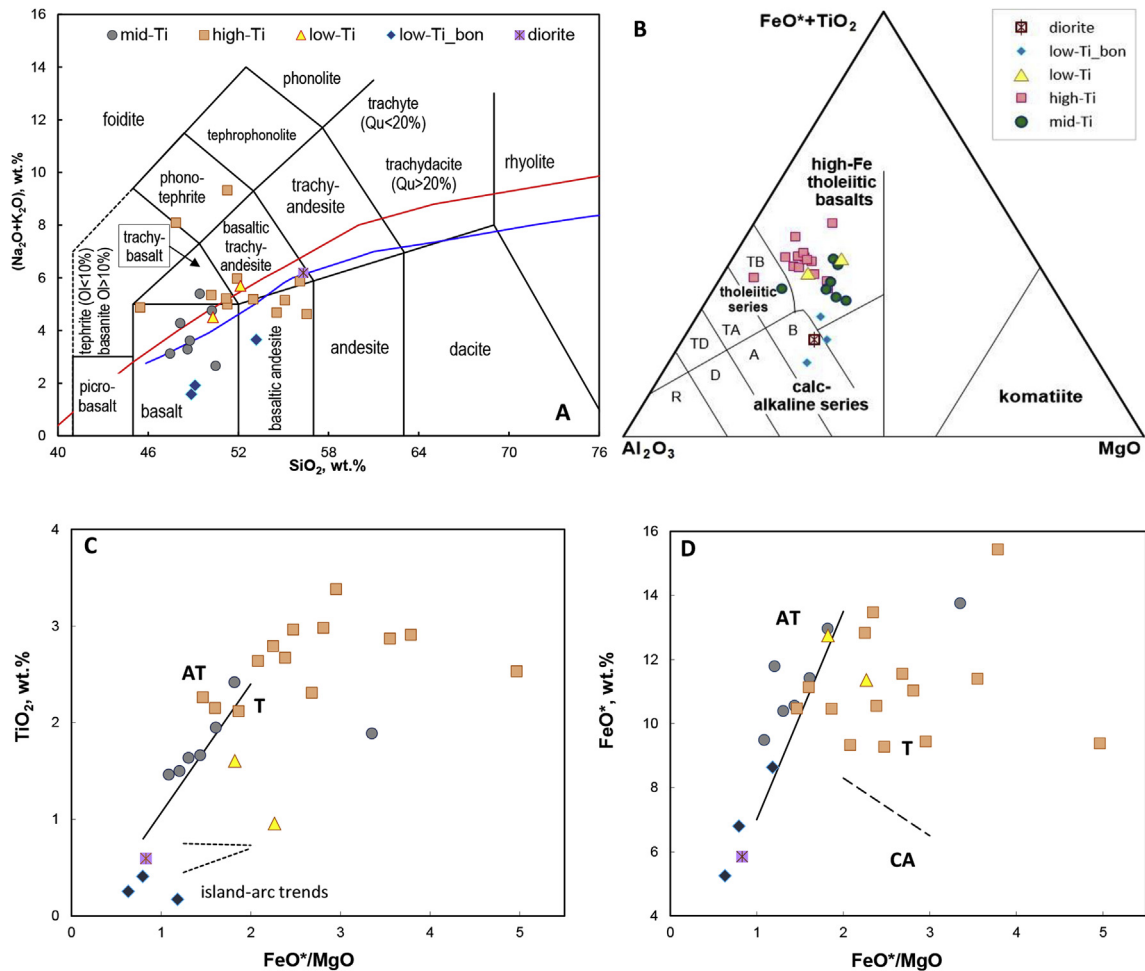 A
mid-Ti high-Ti low-Ti low-Ti_bon diorite
(Na₂O+K₂O), wt.%
16
14
12
10
8
6
4
2
0
foidite
phonolite
tephrophonolite
trachyte
(Qu<20%)
trachydacite
(Qu>20%)
rhyolite
phono-
tephrite
trachy-
andesite
trachy-
basalt
basaltic
trachy-
andesite
tephrite (Ol<10%)
basanite Ol>10%)
picro-
basalt
basalt
basaltic andesite
andesite
dacite
40 46 52 58 64 70 76
SiO₂, wt.%
B
FeO*+TiO₂
diorite
low-Ti_bon
low-Ti
high-Ti
mid-Ti
high-Fe
tholeiitic
basalts
TB
tholeiitic
series
TA
TD
B
A
D
R
calc-
alkaline series
komatiite
Al₂O₃
MgO
C
TiO₂, wt.%
4
3
2
1
0
AT
T
island-arc trends
0 1 2 3 4 5
FeO*/MgO
D
FeO*, wt.%
16
14
12
10
8
6
4
AT
T
CA
0 1 2 3 4 5
FeO*/MgO